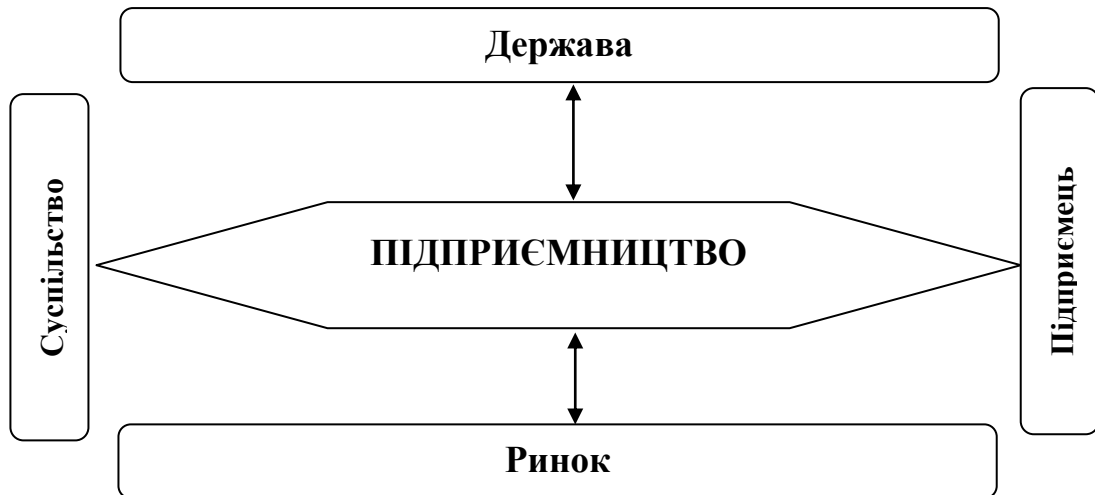 Держава
Суспільство
ПІДПРИЄМНИЦТВО
Підприємець
Ринок